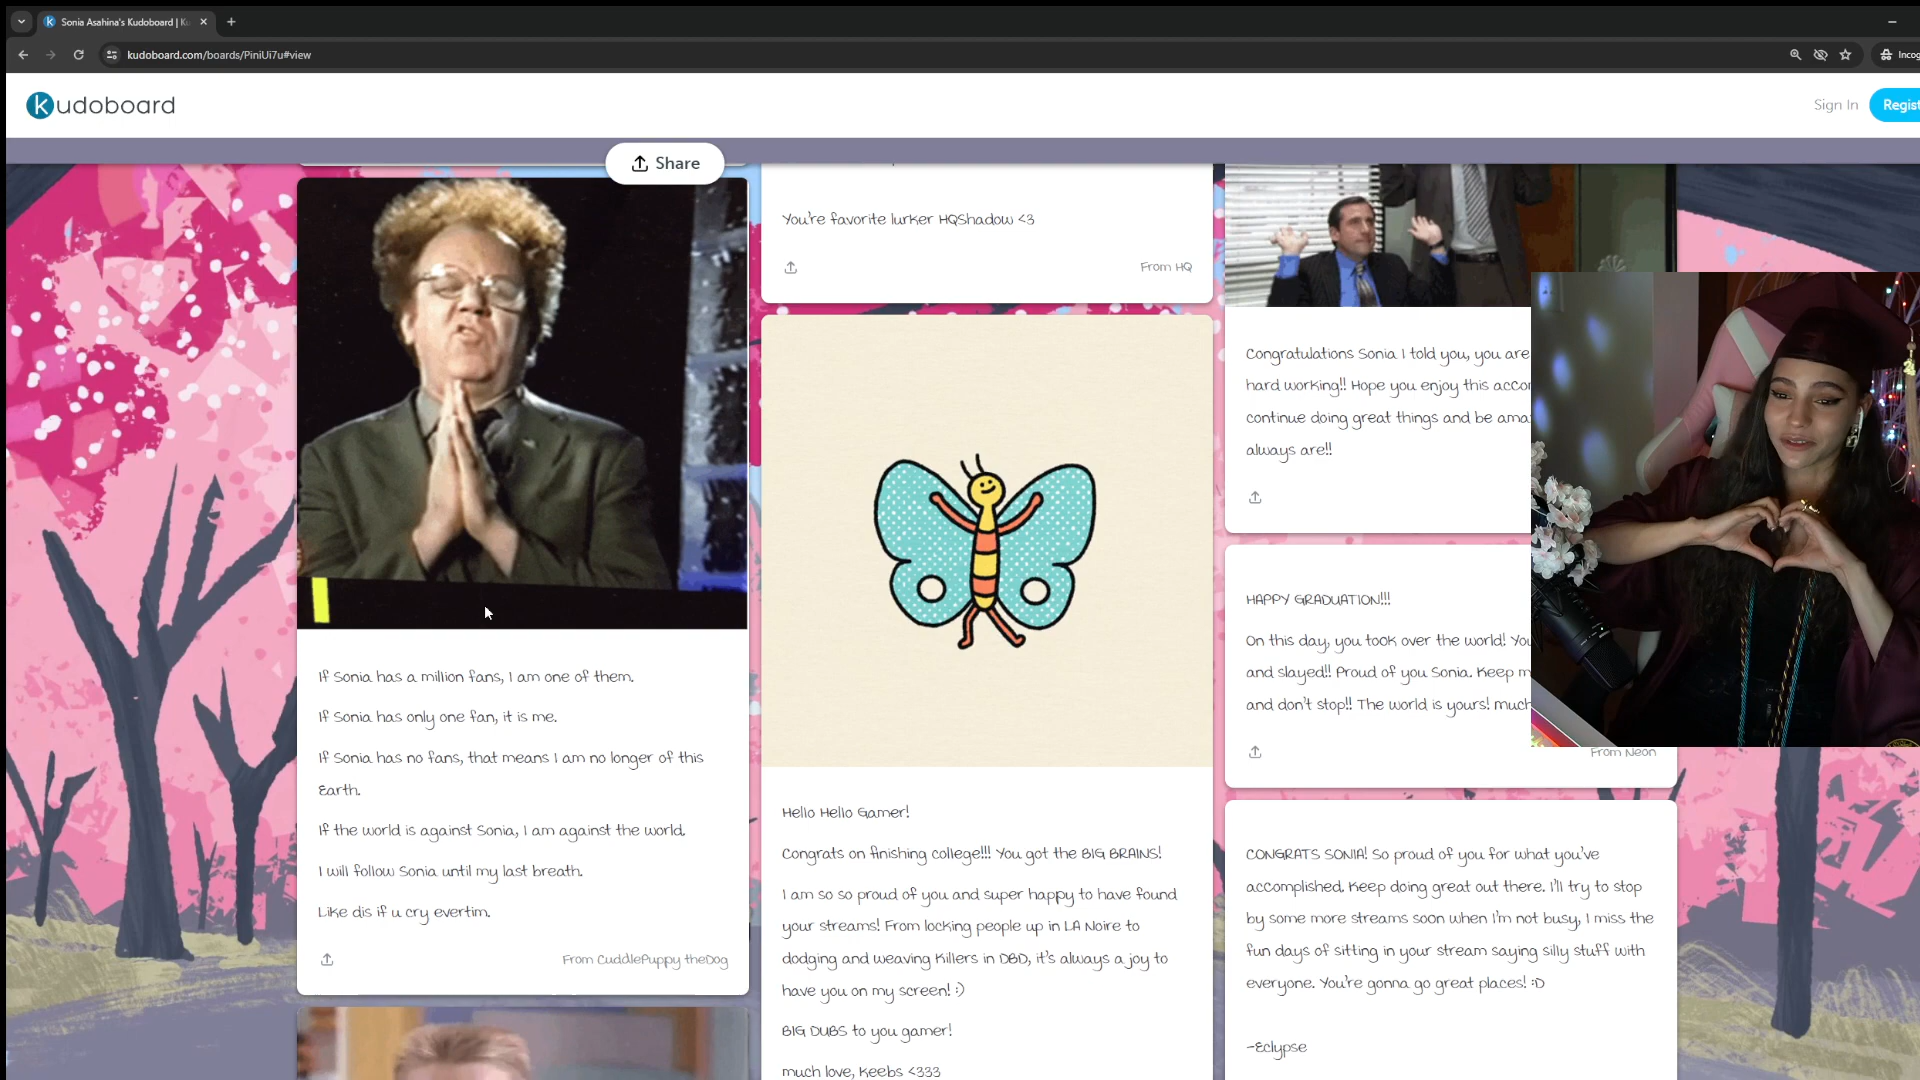 Sonia Asahina's Kudoboard | Ku
kudoboard.com/boards/PiniUi7u#view
kudoboard
Sign In
Share
If Sonia has a million fans, I am one of them.
If Sonia has only one fan, it is me.
If Sonia has no fans, that means I am no longer of this
Earth.
If the world is against Sonia, I am against the world.
I will follow Sonia until my last breath.
Like dis if u cry evertim.
From CuddlePuppy theDog
You're favorite lurker HQShadow <3
From HQ
Hello Hello Gamer!
Congrats on finishing college!!! You got the BIG BRAINS!
I am so so proud of you and super happy to have found
your streams! From locking people up in LA Noire to
dodging and weaving killers in DBD, it's always a joy to
have you on my screen! :)
BIG DUBS to you gamer!
much love, Keebs <333
Congratulations Sonia I told you, you are
hard working!! Hope you enjoy this
continue doing great things and be
always are!!
HAPPY GRADUATION!!!
On this day, you took over the world!
and slayed!! Proud of you Sonia. Keep
and don't stop!! The world is yours! much
From Neon
CONGRATS SONIA! So proud of you for what you've
accomplished. Keep doing great out there. I'll try to stop
by some more streams soon when I'm not busy, I miss the
fun days of sitting in your stream saying silly stuff with
everyone. You're gonna go great places! :D
-Eclypse